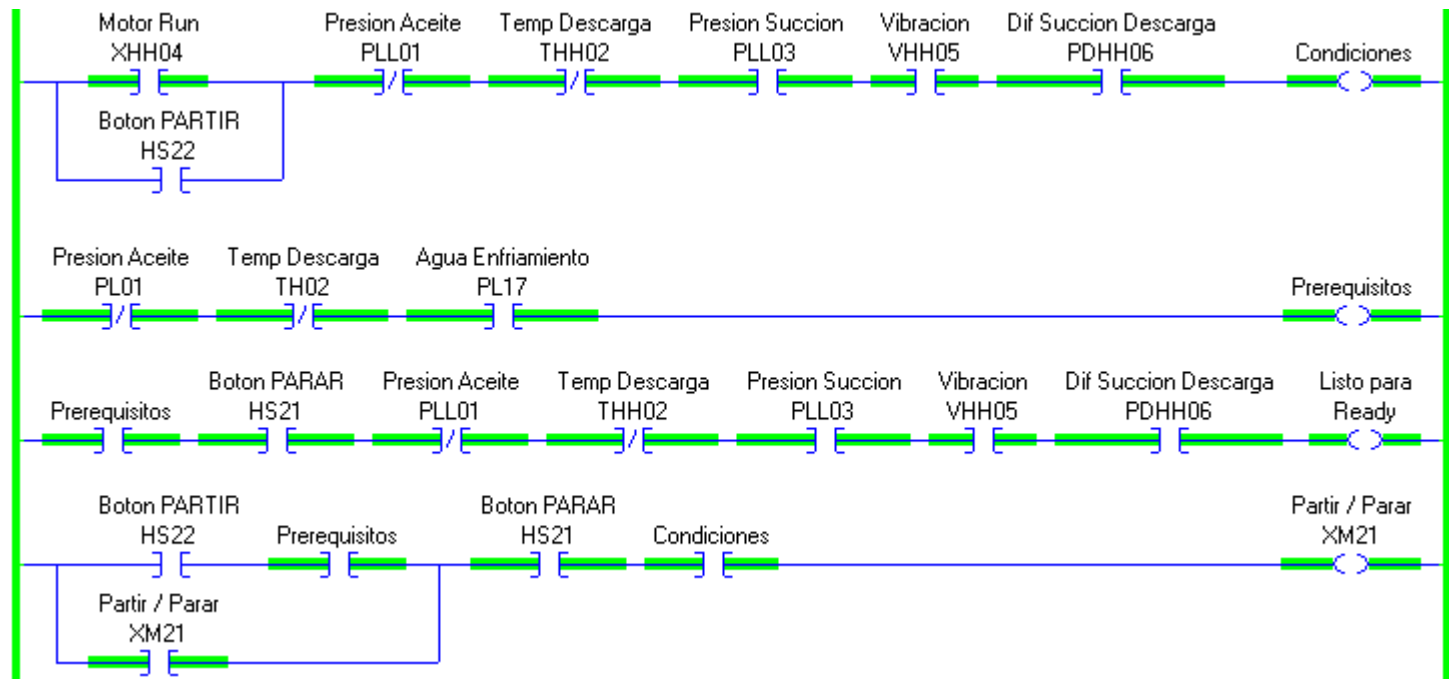 Motor Run Presion Aceite Temp Descarga Presion Succion Vibracion Dif Succion Descarga
XHH04 PLL01 THH02 PLL03 VHH05 PDHH06 Condiciones
Boton PARTIR
HS22
Presion Aceite Temp Descarga Agua Enfriamiento
PL01 TH02 PL17 Prerequisitos
Boton PARAR Presion Aceite Temp Descarga Presion Succion Vibracion Dif Succion Descarga Listo para
Prerequisitos HS21 PLL01 THH02 PLL03 VHH05 PDHH06 Ready
Boton PARTIR Boton PARAR Partir / Parar
HS22 Prerequisitos HS21 Condiciones XM21
Partir / Parar
XM21